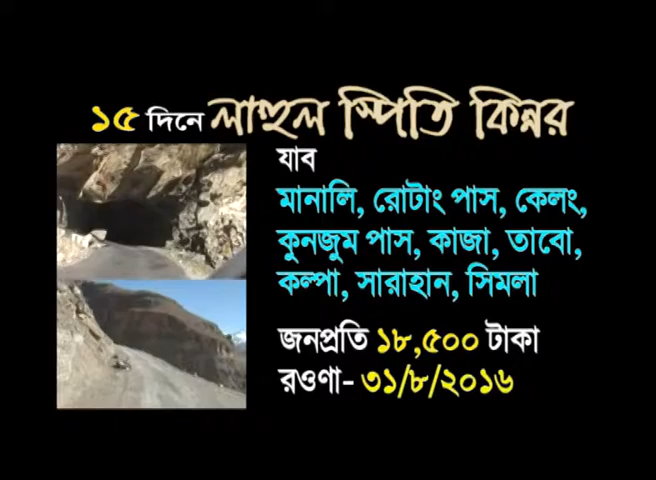 ১৫ দিনে লাহুল স্পিতি কিন্নর
যাব
মানালি, রোটাং পাস, কেলং,
কুনজুম পাস, কাজা, তাবো,
কল্পা, সারাহান, সিমলা
জনপ্রতি ১৮,৫০০ টাকা
রওণা- ৩১/৮/২০১৬